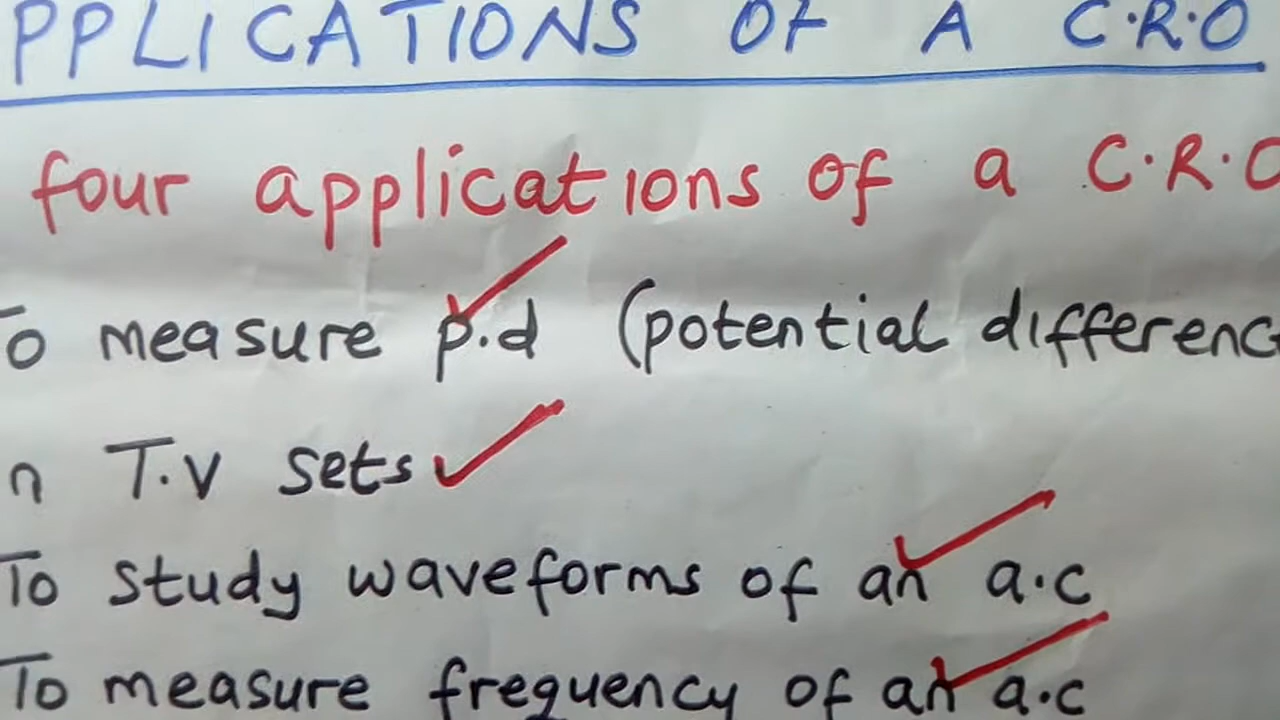 PPLICATIONS OF A C.R.O
four applications of a C.R.O
To measure p.d (potential differenc
n T.V sets
To study waveforms of an a.c
To measure frequency of an a.c